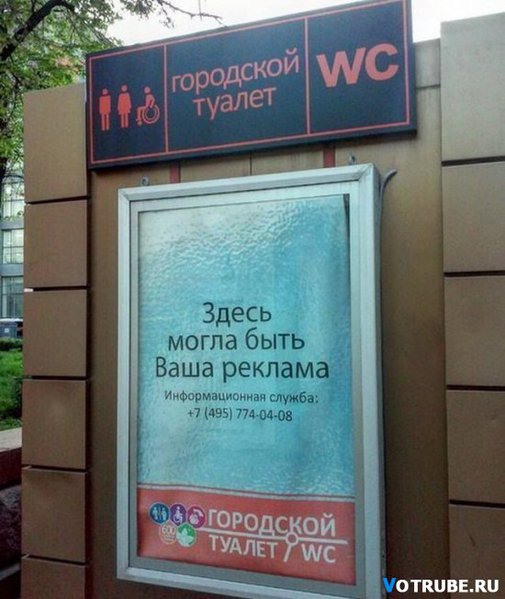 городской
туалет
WC
Здесь
могла быть
Ваша реклама
Информационная служба:
+7 (495) 774-04-08
600
ГОРОДСКОЙ
ТУАЛЕТ WC
VOTRUBE.RU